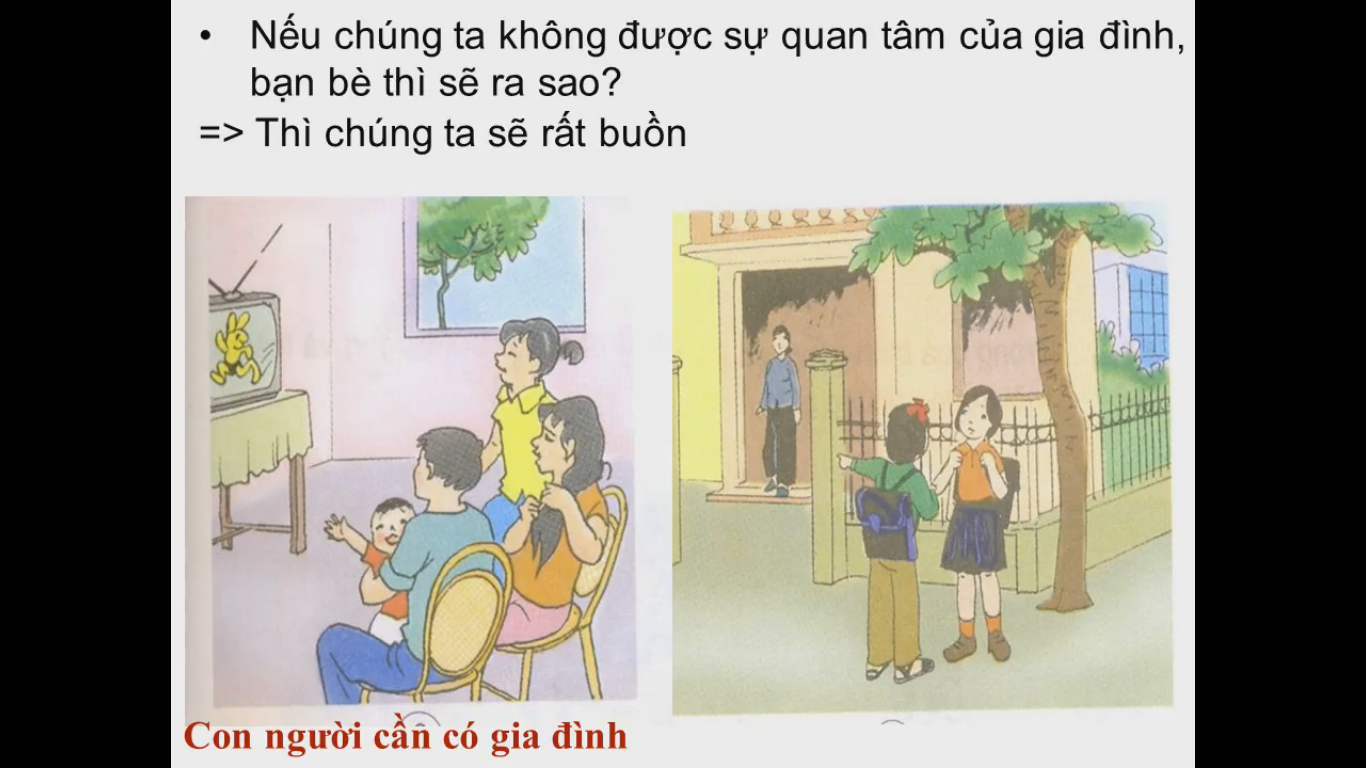 • Nếu chúng ta không được sự quan tâm của gia đình,
bạn bè thì sẽ ra sao?
=> Thì chúng ta sẽ rất buồn
Con người cần có gia đình